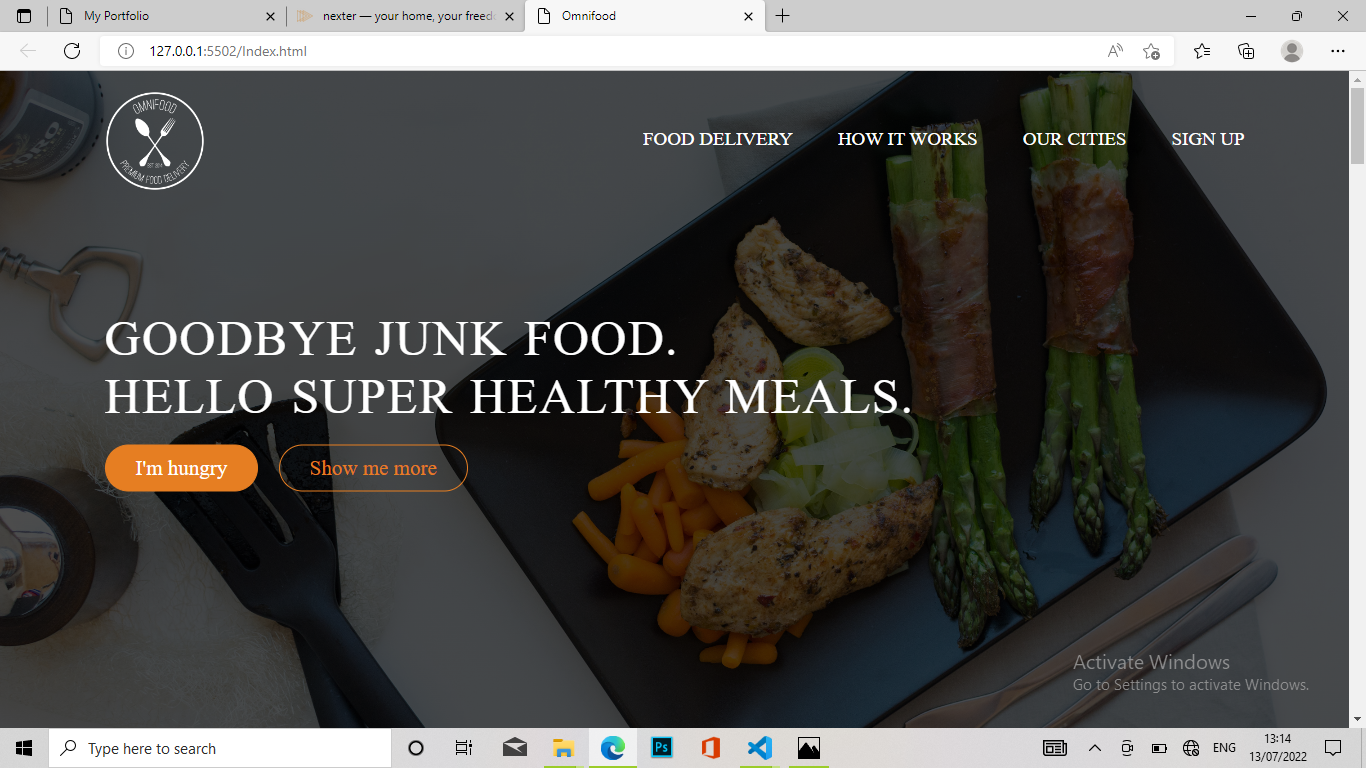 My Portfolio
nexter — your home, your freed
Omnifood
127.0.0.1:5502/Index.html
OMNIFOOD
PREMIUM FOOD DELIVERY
FOOD DELIVERY
HOW IT WORKS
OUR CITIES
SIGN UP
GOODBYE JUNK FOOD.
HELLO SUPER HEALTHY MEALS.
I'm hungry
Show me more
Activate Windows
Go to Settings to activate Windows.
Type here to search
Ps
ENG
13:14
13/07/2022